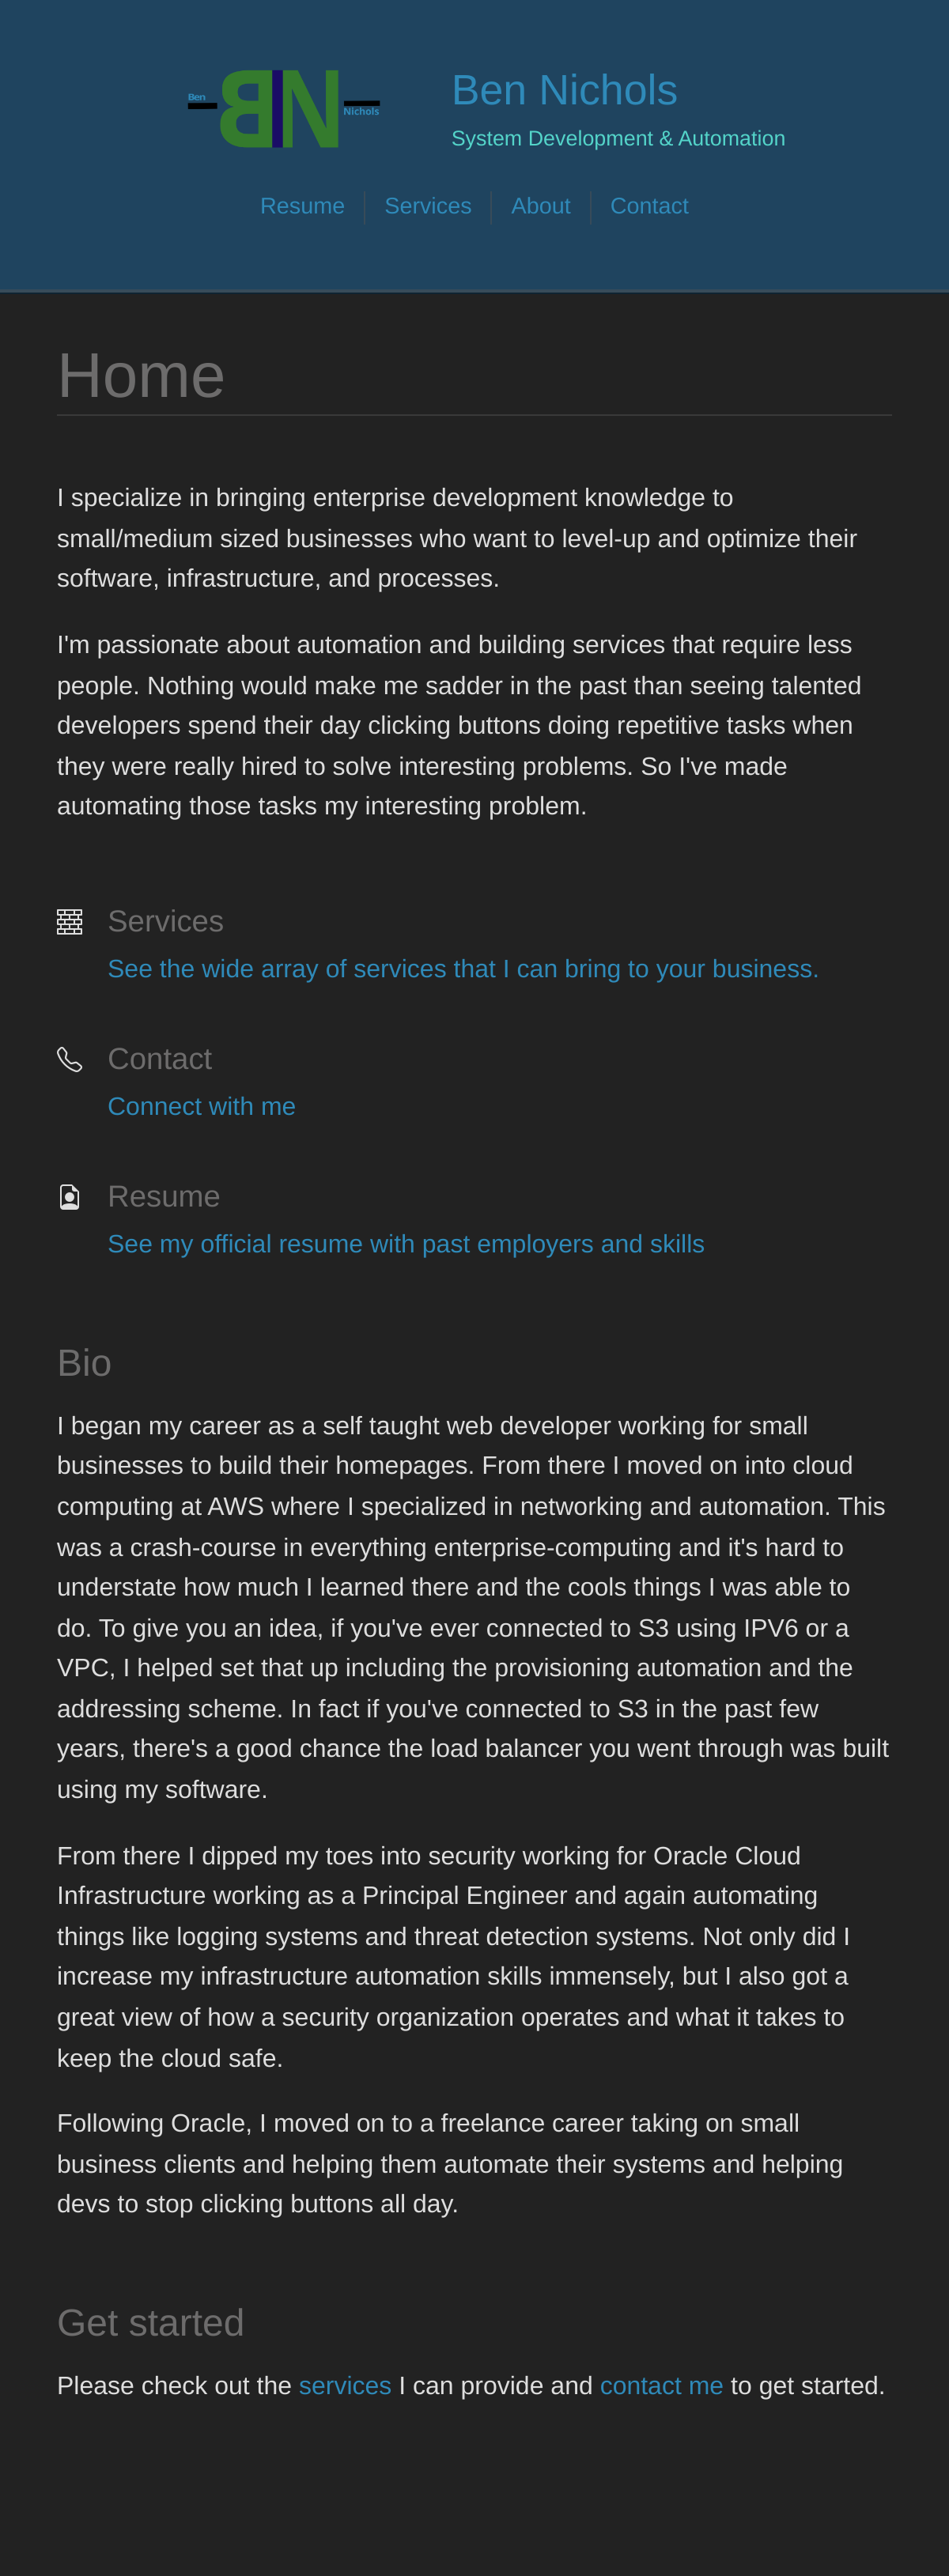 Ben
BN
Nichols
Ben Nichols
System Development & Automation
Resume
Services
About
Contact
Home
I specialize in bringing enterprise development knowledge to
small/medium sized businesses who want to level-up and optimize their
software, infrastructure, and processes.
I'm passionate about automation and building services that require less
people. Nothing would make me sadder in the past than seeing talented
developers spend their day clicking buttons doing repetitive tasks when
they were really hired to solve interesting problems. So I've made
automating those tasks my interesting problem.
Services
See the wide array of services that I can bring to your business.
Contact
Connect with me
Resume
See my official resume with past employers and skills
Bio
I began my career as a self taught web developer working for small
businesses to build their homepages. From there I moved on into cloud
computing at AWS where I specialized in networking and automation. This
was a crash-course in everything enterprise-computing and it's hard to
understate how much I learned there and the cools things I was able to
do. To give you an idea, if you've ever connected to S3 using IPV6 or a
VPC, I helped set that up including the provisioning automation and the
addressing scheme. In fact if you've connected to S3 in the past few
years, there's a good chance the load balancer you went through was built
using my software.
From there I dipped my toes into security working for Oracle Cloud
Infrastructure working as a Principal Engineer and again automating
things like logging systems and threat detection systems. Not only did I
increase my infrastructure automation skills immensely, but I also got a
great view of how a security organization operates and what it takes to
keep the cloud safe.
Following Oracle, I moved on to a freelance career taking on small
business clients and helping them automate their systems and helping
devs to stop clicking buttons all day.
Get started
Please check out the services I can provide and contact me to get started.